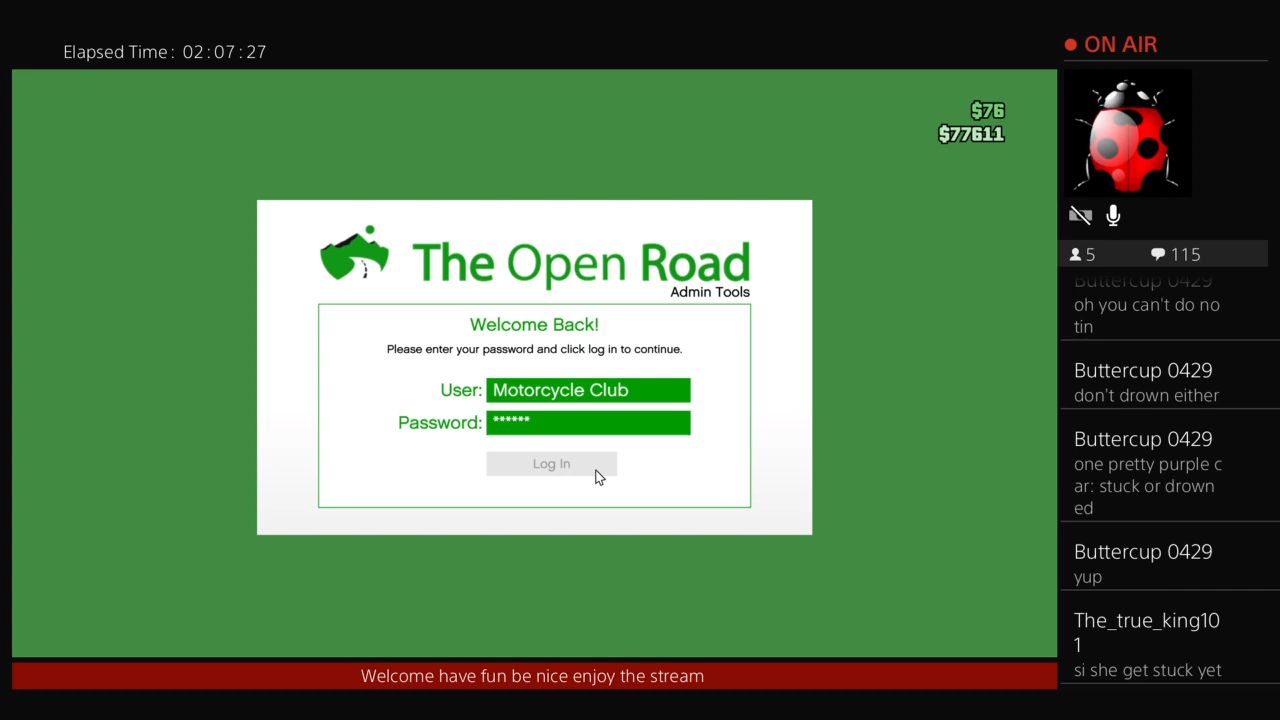 Elapsed Time: 02:07:27
ON AIR
$76
$77611
5
115
The Open Road
Admin Tools
Welcome Back!
Please enter your password and click log in to continue.
User: Motorcycle Club
Password: ******
Log In
Buttercup 0429
oh you can't do no
tin
Buttercup 0429
don't drown either
Buttercup 0429
one pretty purple c
ar: stuck or drown
ed
Buttercup 0429
yup
The_true_king10
1
si she get stuck yet
Welcome have fun be nice enjoy the stream